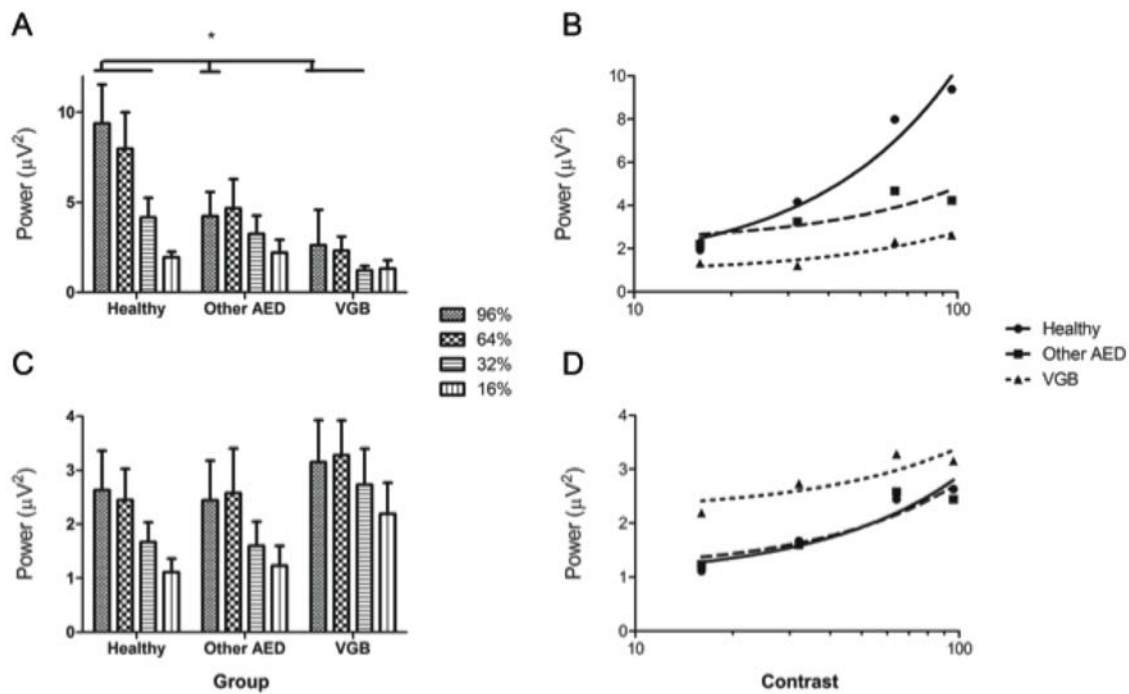 A
*
10
5
0
Power (μV²)
Healthy Other AED VGB
B
10
8
6
4
2
0
Power (μV²)
10 100
96%
64%
32%
16%
Healthy
Other AED
VGB
C
4
3
2
1
0
Power (μV²)
Healthy Other AED VGB
Group
D
4
3
2
1
0
Power (μV²)
10 100
Contrast